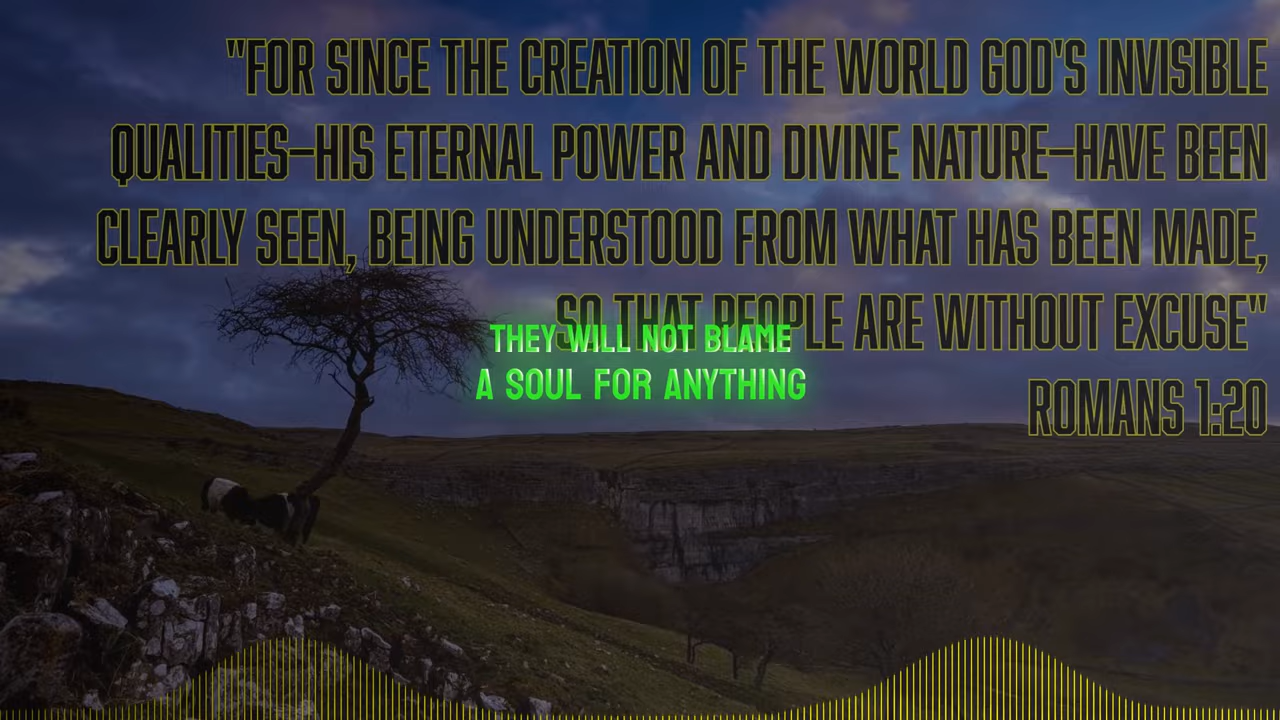 "FOR SINCE THE CREATION OF THE WORLD GOD'S INVISIBLE
QUALITIES—HIS ETERNAL POWER AND DIVINE NATURE—HAVE BEEN
CLEARLY SEEN, BEING UNDERSTOOD FROM WHAT HAS BEEN MADE,
SO THAT PEOPLE ARE WITHOUT EXCUSE"
ROMANS 1:20
THEY WILL NOT BLAME
A SOUL FOR ANYTHING